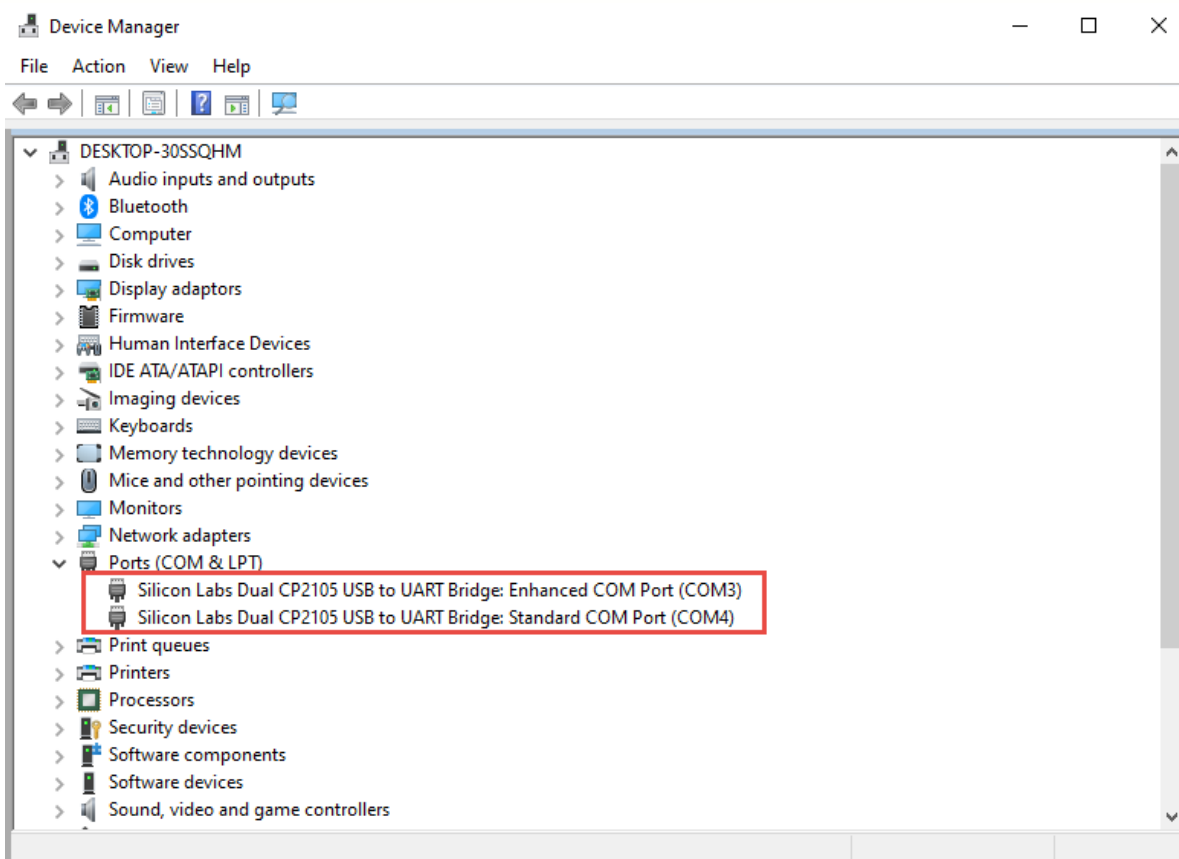 Device Manager
File Action View Help
DESKTOP-30SSQHM
Audio inputs and outputs
Bluetooth
Computer
Disk drives
Display adaptors
Firmware
Human Interface Devices
IDE ATA/ATAPI controllers
Imaging devices
Keyboards
Memory technology devices
Mice and other pointing devices
Monitors
Network adapters
Ports (COM & LPT)
Silicon Labs Dual CP2105 USB to UART Bridge: Enhanced COM Port (COM3)
Silicon Labs Dual CP2105 USB to UART Bridge: Standard COM Port (COM4)
Print queues
Printers
Processors
Security devices
Software components
Software devices
Sound, video and game controllers